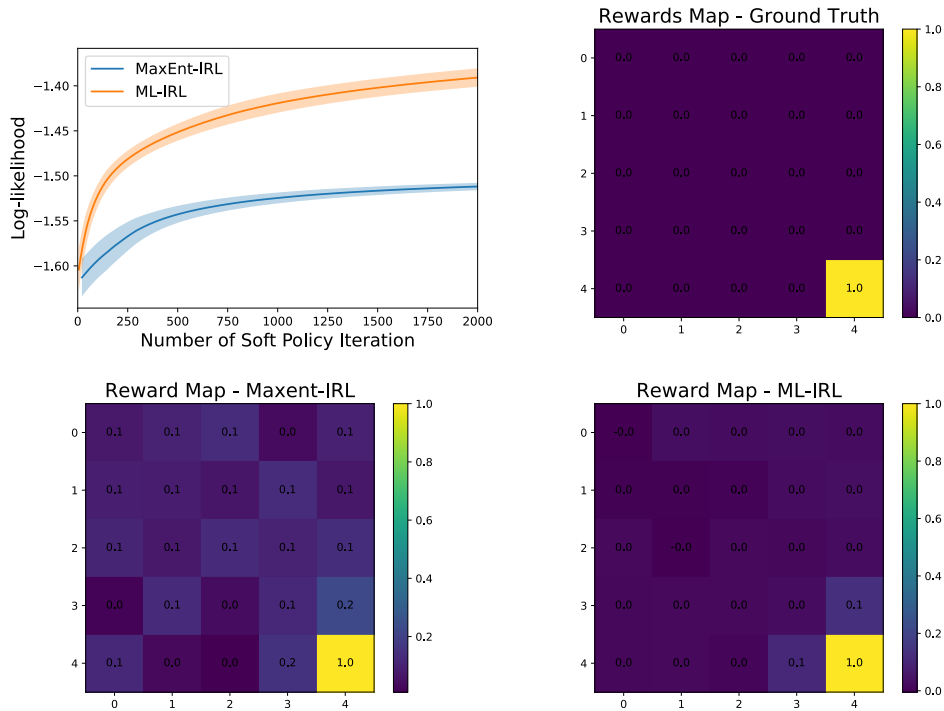 Rewards Map - Ground Truth
MaxEnt-IRL
ML-IRL
Log-likelihood
−1.40
−1.45
−1.50
−1.55
−1.60
0 250 500 750 1000 1250 1500 1750 2000
Number of Soft Policy Iteration
0 0.0 0.0 0.0 0.0 0.0
1 0.0 0.0 0.0 0.0 0.0
2 0.0 0.0 0.0 0.0 0.0
3 0.0 0.0 0.0 0.0 0.0
4 0.0 0.0 0.0 0.0 1.0
0 1 2 3 4
1.0
0.8
0.6
0.4
0.2
0.0
Reward Map - Maxent-IRL
0 0.1 0.1 0.1 0.0 0.1
1 0.1 0.1 0.1 0.1 0.1
2 0.1 0.1 0.1 0.1 0.1
3 0.0 0.1 0.0 0.1 0.2
4 0.1 0.0 0.0 0.2 1.0
0 1 2 3 4
1.0
0.8
0.6
0.4
0.2
Reward Map - ML-IRL
0 -0.0 0.0 0.0 0.0 0.0
1 0.0 0.0 0.0 0.0 0.0
2 0.0 -0.0 0.0 0.0 0.0
3 0.0 0.0 0.0 0.0 0.1
4 0.0 0.0 0.0 0.1 1.0
0 1 2 3 4
1.0
0.8
0.6
0.4
0.2
0.0